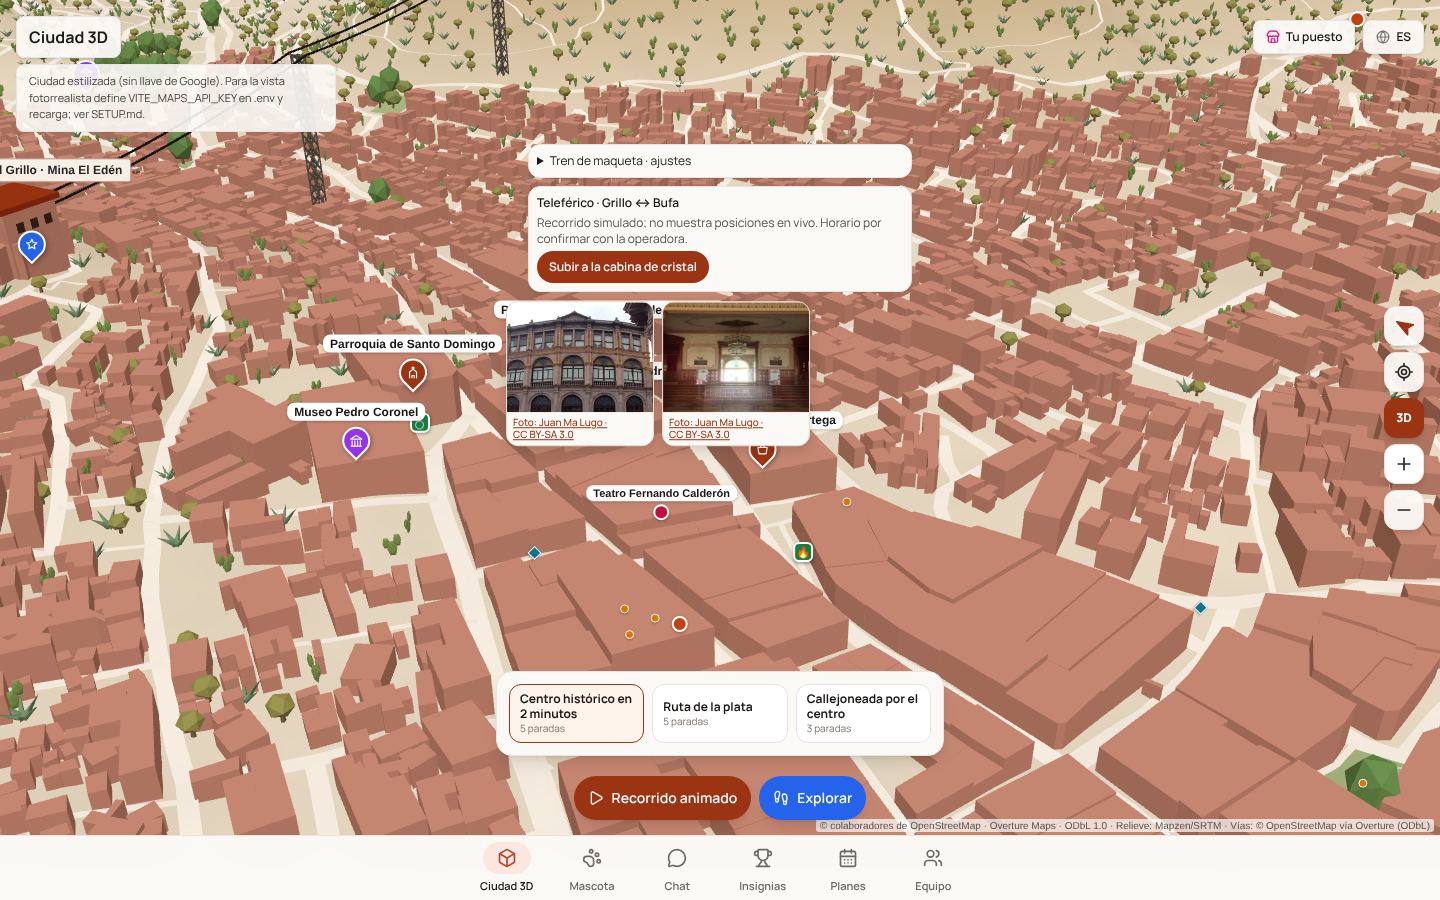 Ciudad 3D
Ciudad estilizada (sin llave de Google). Para la vista
fotorrealista define VITE_MAPS_API_KEY en .env y
recarga; ver SETUP.md.
Tu puesto
ES
Grillo · Mina El Edén
Tren de maqueta · ajustes
Teleférico · Grillo ↔ Bufa
Recorrido simulado; no muestra posiciones en vivo. Horario por
confirmar con la operadora.
Subir a la cabina de cristal
Parroquia de Santo Domingo
Museo Pedro Coronel
Foto: Juan Ma Lugo ·
CC BY-SA 3.0
Foto: Juan Ma Lugo ·
CC BY-SA 3.0
Teatro Fernando Calderón
3D
Centro histórico en
2 minutos
5 paradas
Ruta de la plata
5 paradas
Callejoneada por el
centro
3 paradas
Recorrido animado
Explorar
© colaboradores de OpenStreetMap · Overture Maps · ODbL 1.0 · Relieve: Mapzen/SRTM · Vías: © OpenStreetMap vía Overture (ODbL)
Ciudad 3D
Mascota
Chat
Insignias
Planes
Equipo